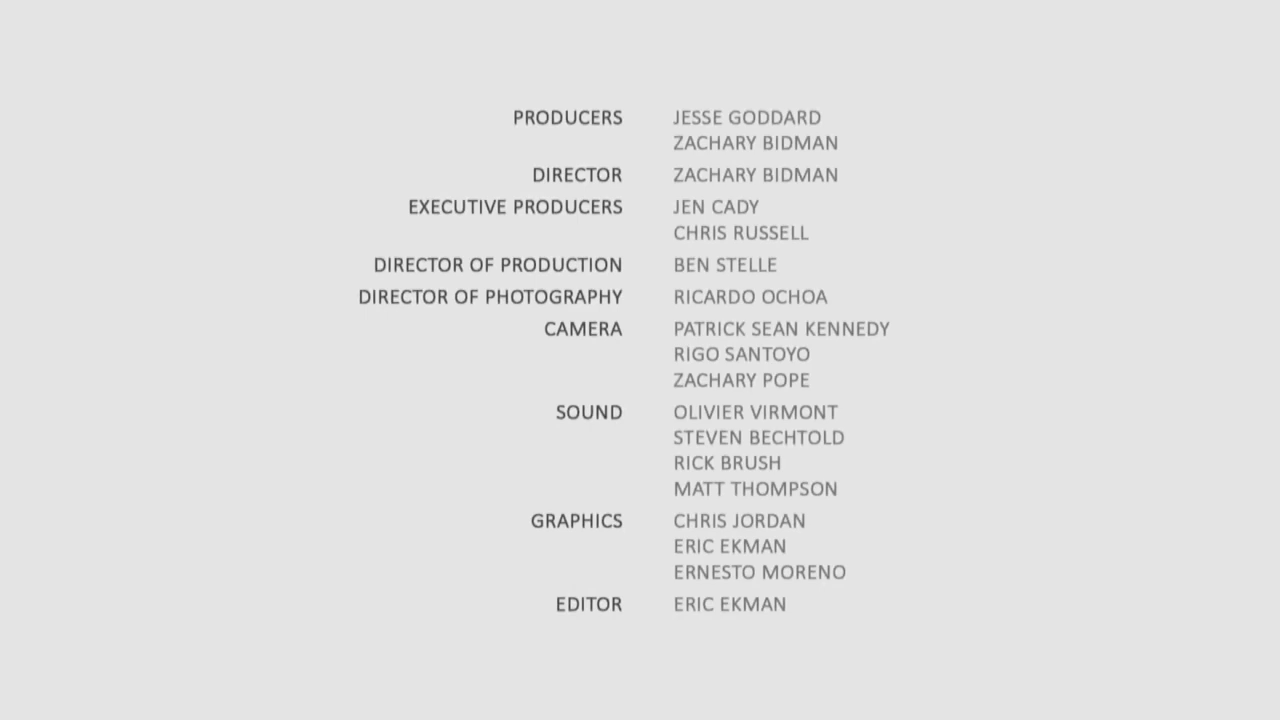 PRODUCERS JESSE GODDARD
ZACHARY BIDMAN
DIRECTOR ZACHARY BIDMAN
EXECUTIVE PRODUCERS JEN CADY
CHRIS RUSSELL
DIRECTOR OF PRODUCTION BEN STELLE
DIRECTOR OF PHOTOGRAPHY RICARDO OCHOA
CAMERA PATRICK SEAN KENNEDY
RIGO SANTOYO
ZACHARY POPE
SOUND OLIVIER VIRMONT
STEVEN BECHTOLD
RICK BRUSH
MATT THOMPSON
GRAPHICS CHRIS JORDAN
ERIC EKMAN
ERNESTO MORENO
EDITOR ERIC EKMAN